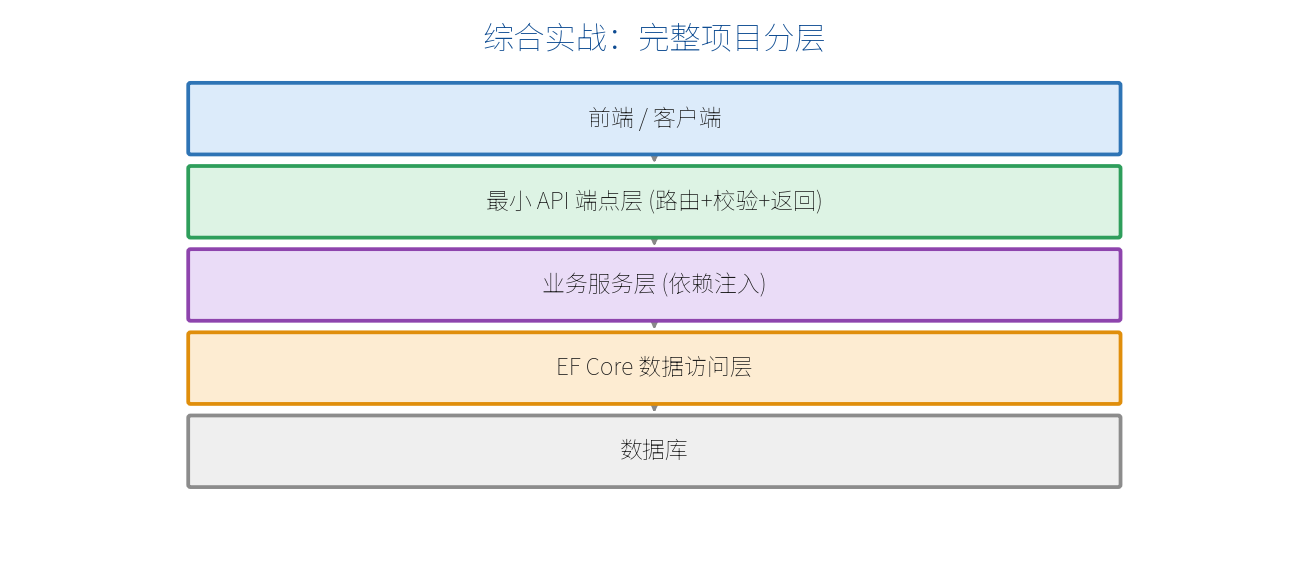 综合实战：完整项目分层
前端 / 客户端
最小 API 端点层 (路由+校验+返回)
业务服务层 (依赖注入)
EF Core 数据访问层
数据库